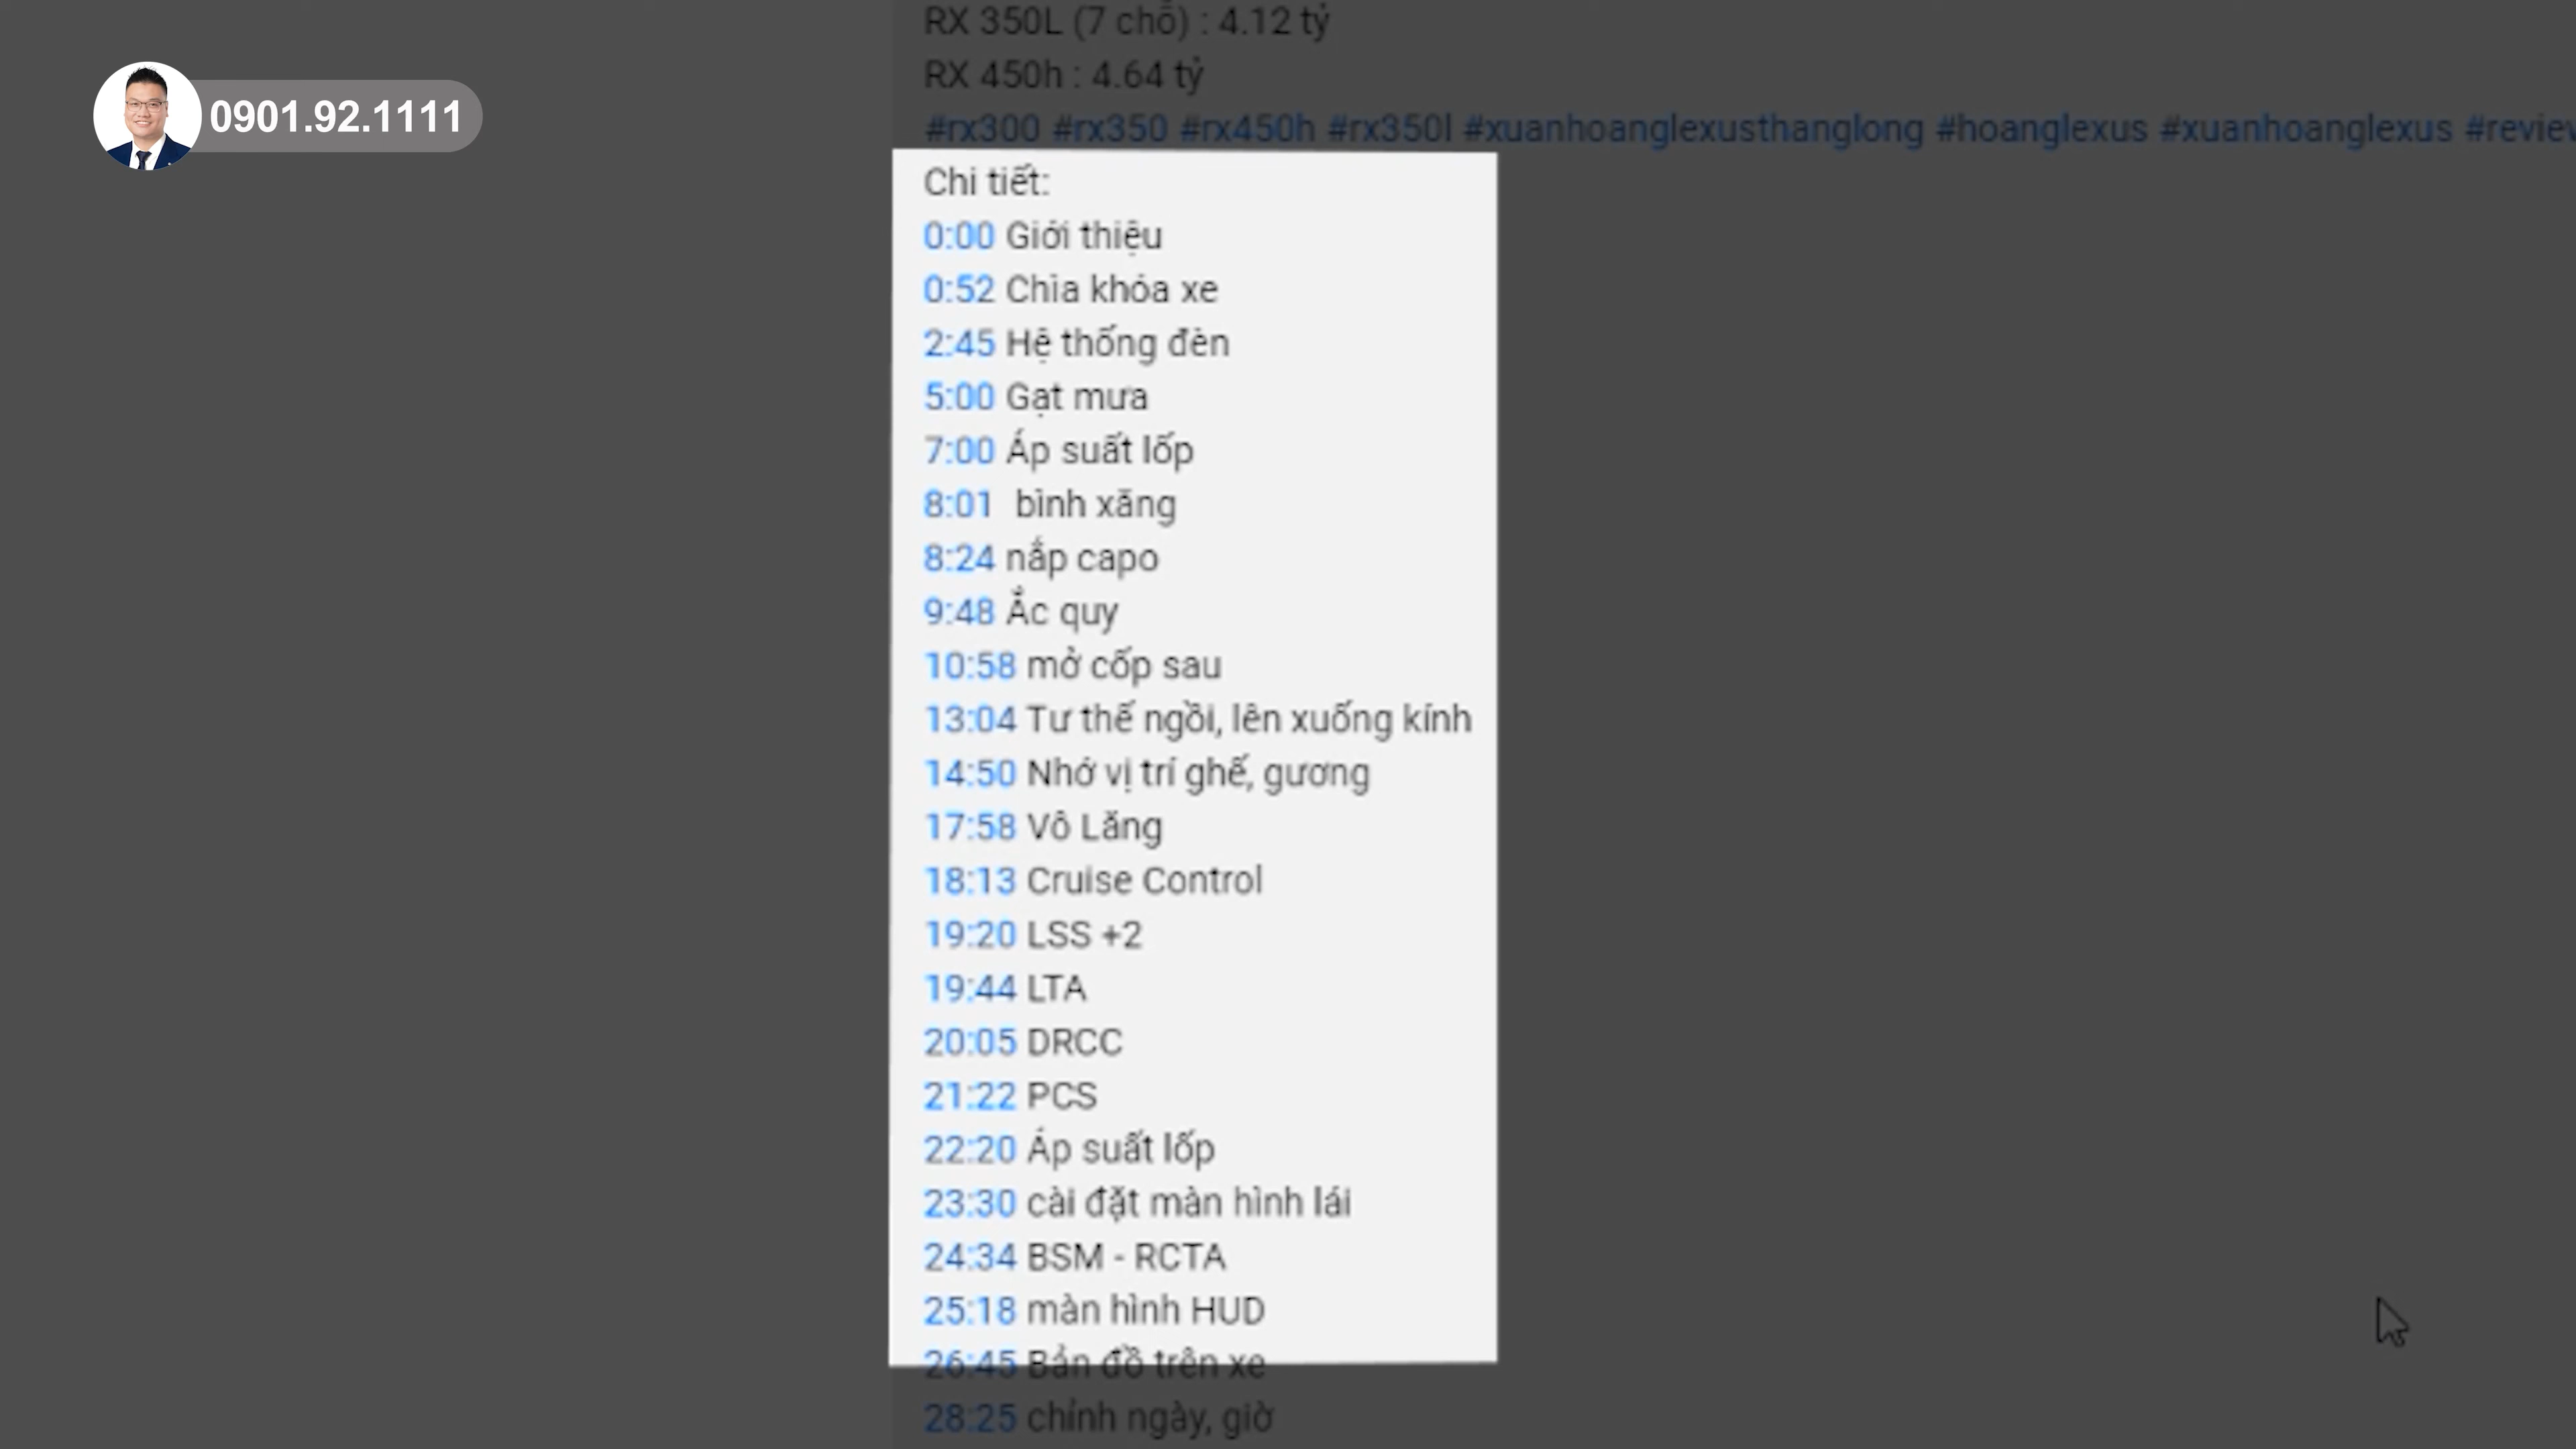 RX 350L (7 chỗ) : 4.12 tỷ
RX 450h : 4.64 tỷ
0901.92.1111
#rx300 #rx350 #rx450h #rx350l #xuanhoanglexusthanglong #hoanglexus #xuanhoanglexus #review
Chi tiết:
0:00 Giới thiệu
0:52 Chìa khóa xe
2:45 Hệ thống đèn
5:00 Gạt mưa
7:00 Áp suất lốp
8:01 bình xăng
8:24 nắp capo
9:48 Ắc quy
10:58 mở cốp sau
13:04 Tư thế ngồi, lên xuống kính
14:50 Nhớ vị trí ghế, gương
17:58 Vô Lăng
18:13 Cruise Control
19:20 LSS +2
19:44 LTA
20:05 DRCC
21:22 PCS
22:20 Áp suất lốp
23:30 cài đặt màn hình lái
24:34 BSM - RCTA
25:18 màn hình HUD
26:45 Bản đồ trên xe
28:25 chỉnh ngày, giờ